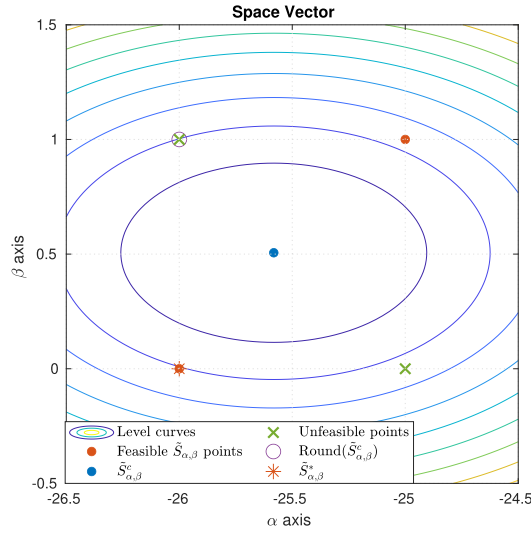 Space Vector
1.5
1
0.5
0
-0.5
β axis
Level curves
Feasible S̃α,β points
S̃ᶜα,β
Unfeasible points
Round(S̃ᶜα,β)
S̃*α,β
-26.5 -26 -25.5 -25 -24.5
α axis